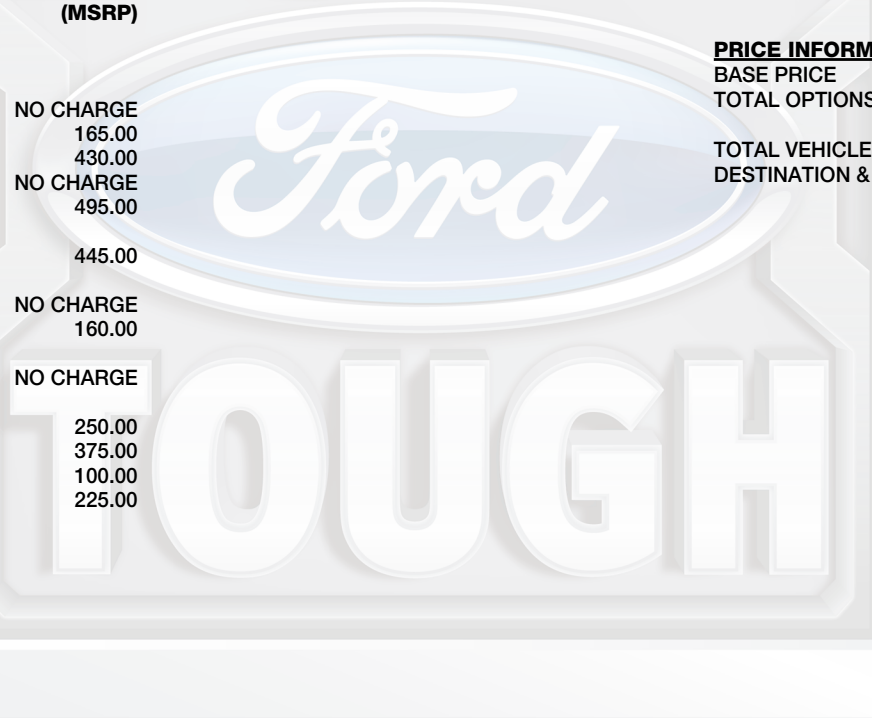 (MSRP)
NO CHARGE
165.00
430.00
NO CHARGE
495.00
445.00
NO CHARGE
160.00
NO CHARGE
250.00
375.00
100.00
225.00
PRICE INFORM
BASE PRICE
TOTAL OPTIONS
TOTAL VEHICLE
DESTINATION &
Ford
TOUGH